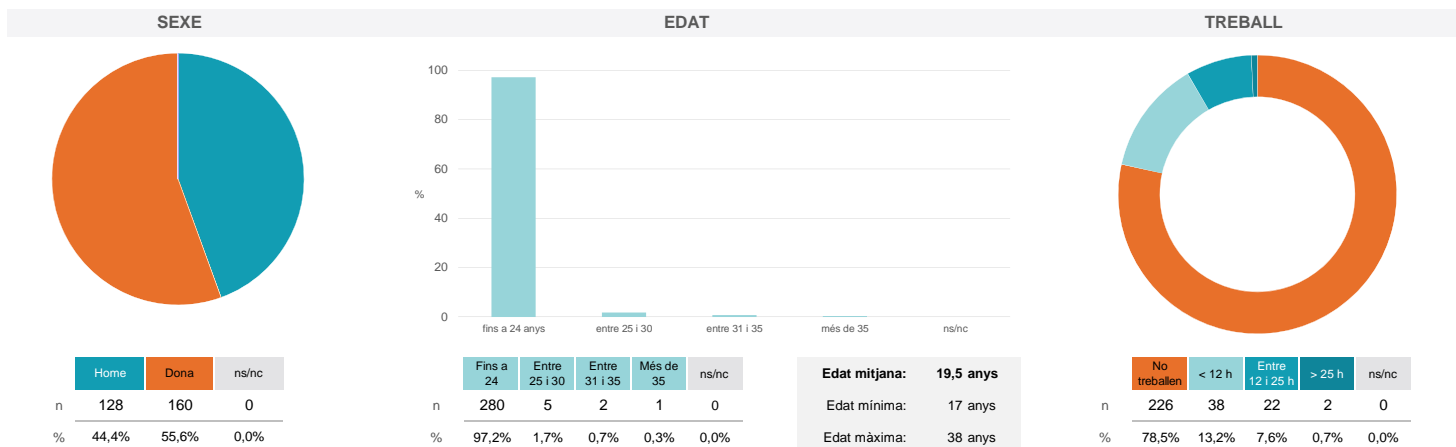 SEXE
EDAT
TREBALL
100
80
60
%
40
20
0
fins a 24 anys entre 25 i 30 entre 31 i 35 més de 35 ns/nc
Home Dona ns/nc
n 128 160 0
% 44,4% 55,6% 0,0%
Fins a 24 Entre 25 i 30 Entre 31 i 35 Més de 35 ns/nc
n 280 5 2 1 0
% 97,2% 1,7% 0,7% 0,3% 0,0%
Edat mitjana: 19,5 anys
Edat mínima: 17 anys
Edat màxima: 38 anys
No treballen < 12 h Entre 12 i 25 h > 25 h ns/nc
n 226 38 22 2 0
% 78,5% 13,2% 7,6% 0,7% 0,0%